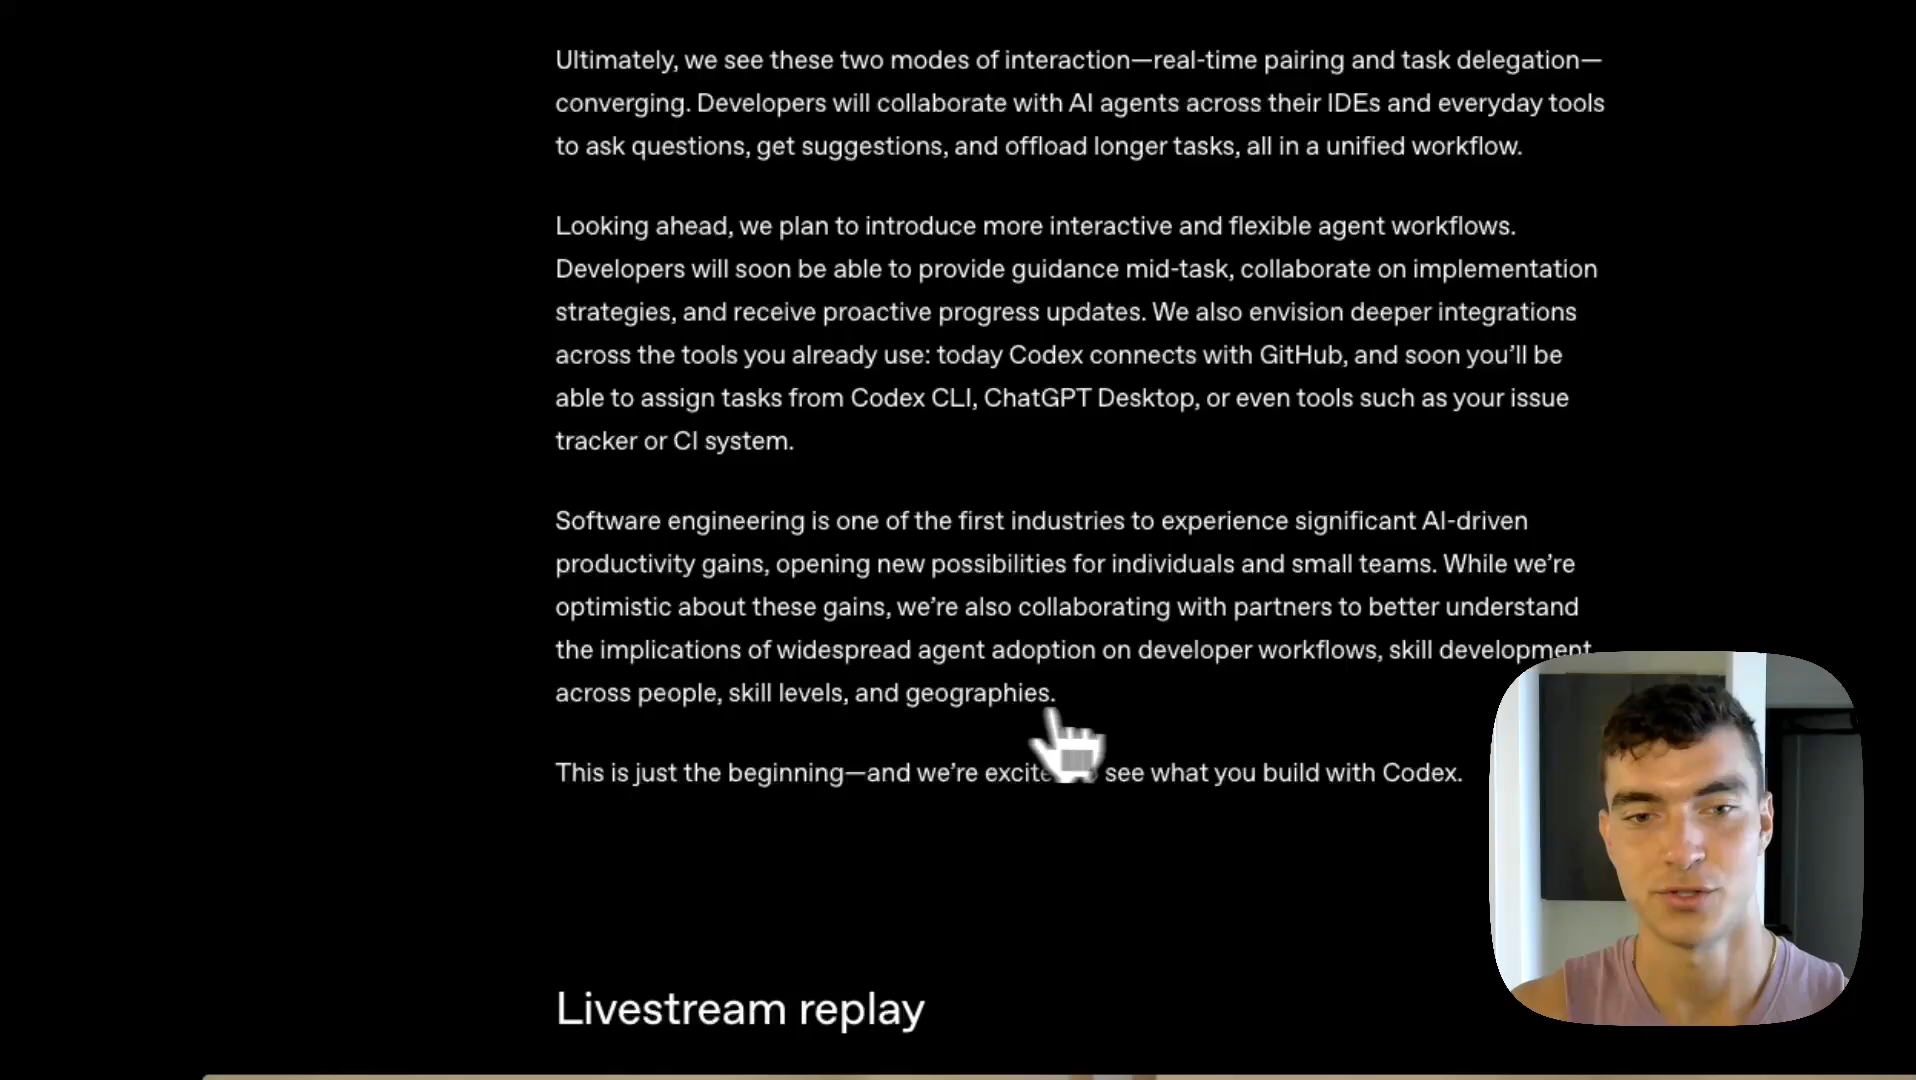 Ultimately, we see these two modes of interaction—real-time pairing and task delegation—
converging. Developers will collaborate with AI agents across their IDEs and everyday tools
to ask questions, get suggestions, and offload longer tasks, all in a unified workflow.
Looking ahead, we plan to introduce more interactive and flexible agent workflows.
Developers will soon be able to provide guidance mid-task, collaborate on implementation
strategies, and receive proactive progress updates. We also envision deeper integrations
across the tools you already use: today Codex connects with GitHub, and soon you’ll be
able to assign tasks from Codex CLI, ChatGPT Desktop, or even tools such as your issue
tracker or CI system.
Software engineering is one of the first industries to experience significant AI-driven
productivity gains, opening new possibilities for individuals and small teams. While we’re
optimistic about these gains, we’re also collaborating with partners to better understand
the implications of widespread agent adoption on developer workflows, skill development
across people, skill levels, and geographies.
This is just the beginning—and we’re excite see what you build with Codex.
Livestream replay